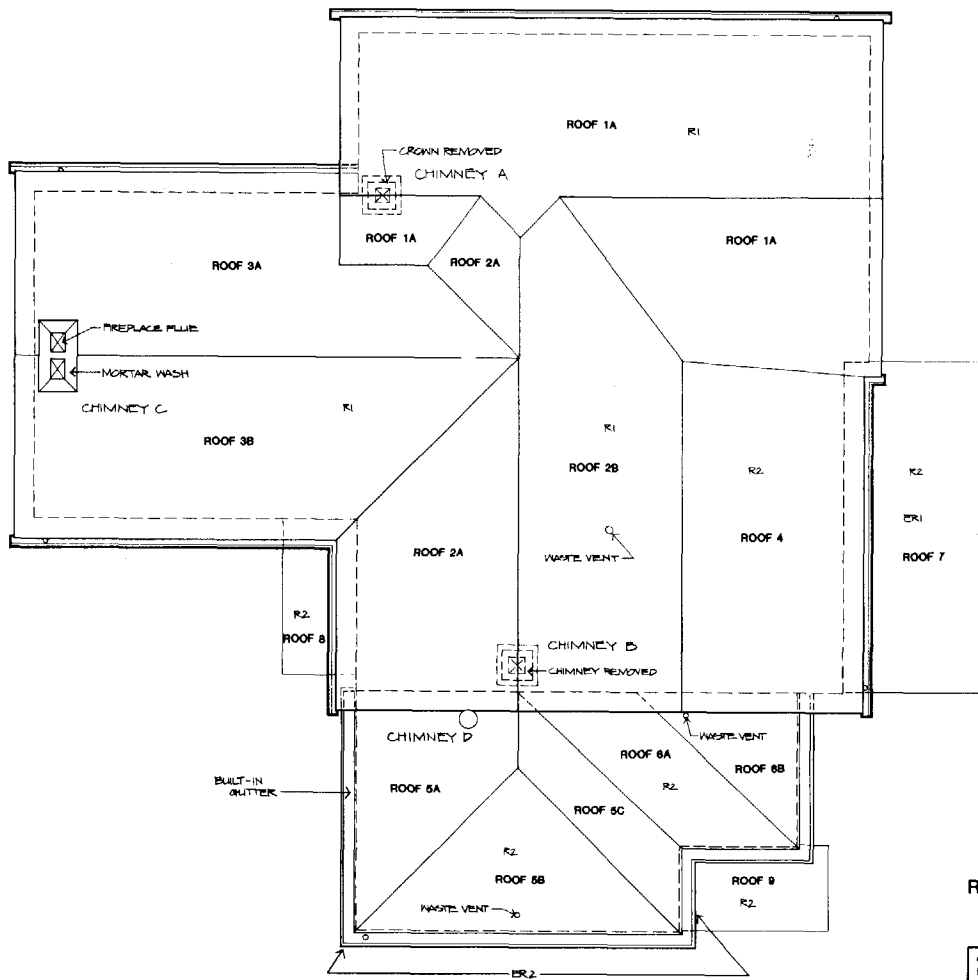 ROOF 1A
R1
CROWN REMOVED
CHIMNEY A
ROOF 1A
ROOF 2A
ROOF 1A
ROOF 3A
FIREPLACE FLUE
MORTAR WASH
CHIMNEY C
R1
ROOF 3B
R1
ROOF 2B
R2
ROOF 4
R2
ER1
ROOF 7
WASTE VENT
ROOF 2A
R2
ROOF 8
CHIMNEY B
CHIMNEY REMOVED
CHIMNEY D
WASTE VENT
ROOF 6A
ROOF 6B
R2
BUILT-IN
GUTTER
ROOF 5A
ROOF 5C
R2
ROOF 5B
WASTE VENT
ROOF 9
R2
ER2
R